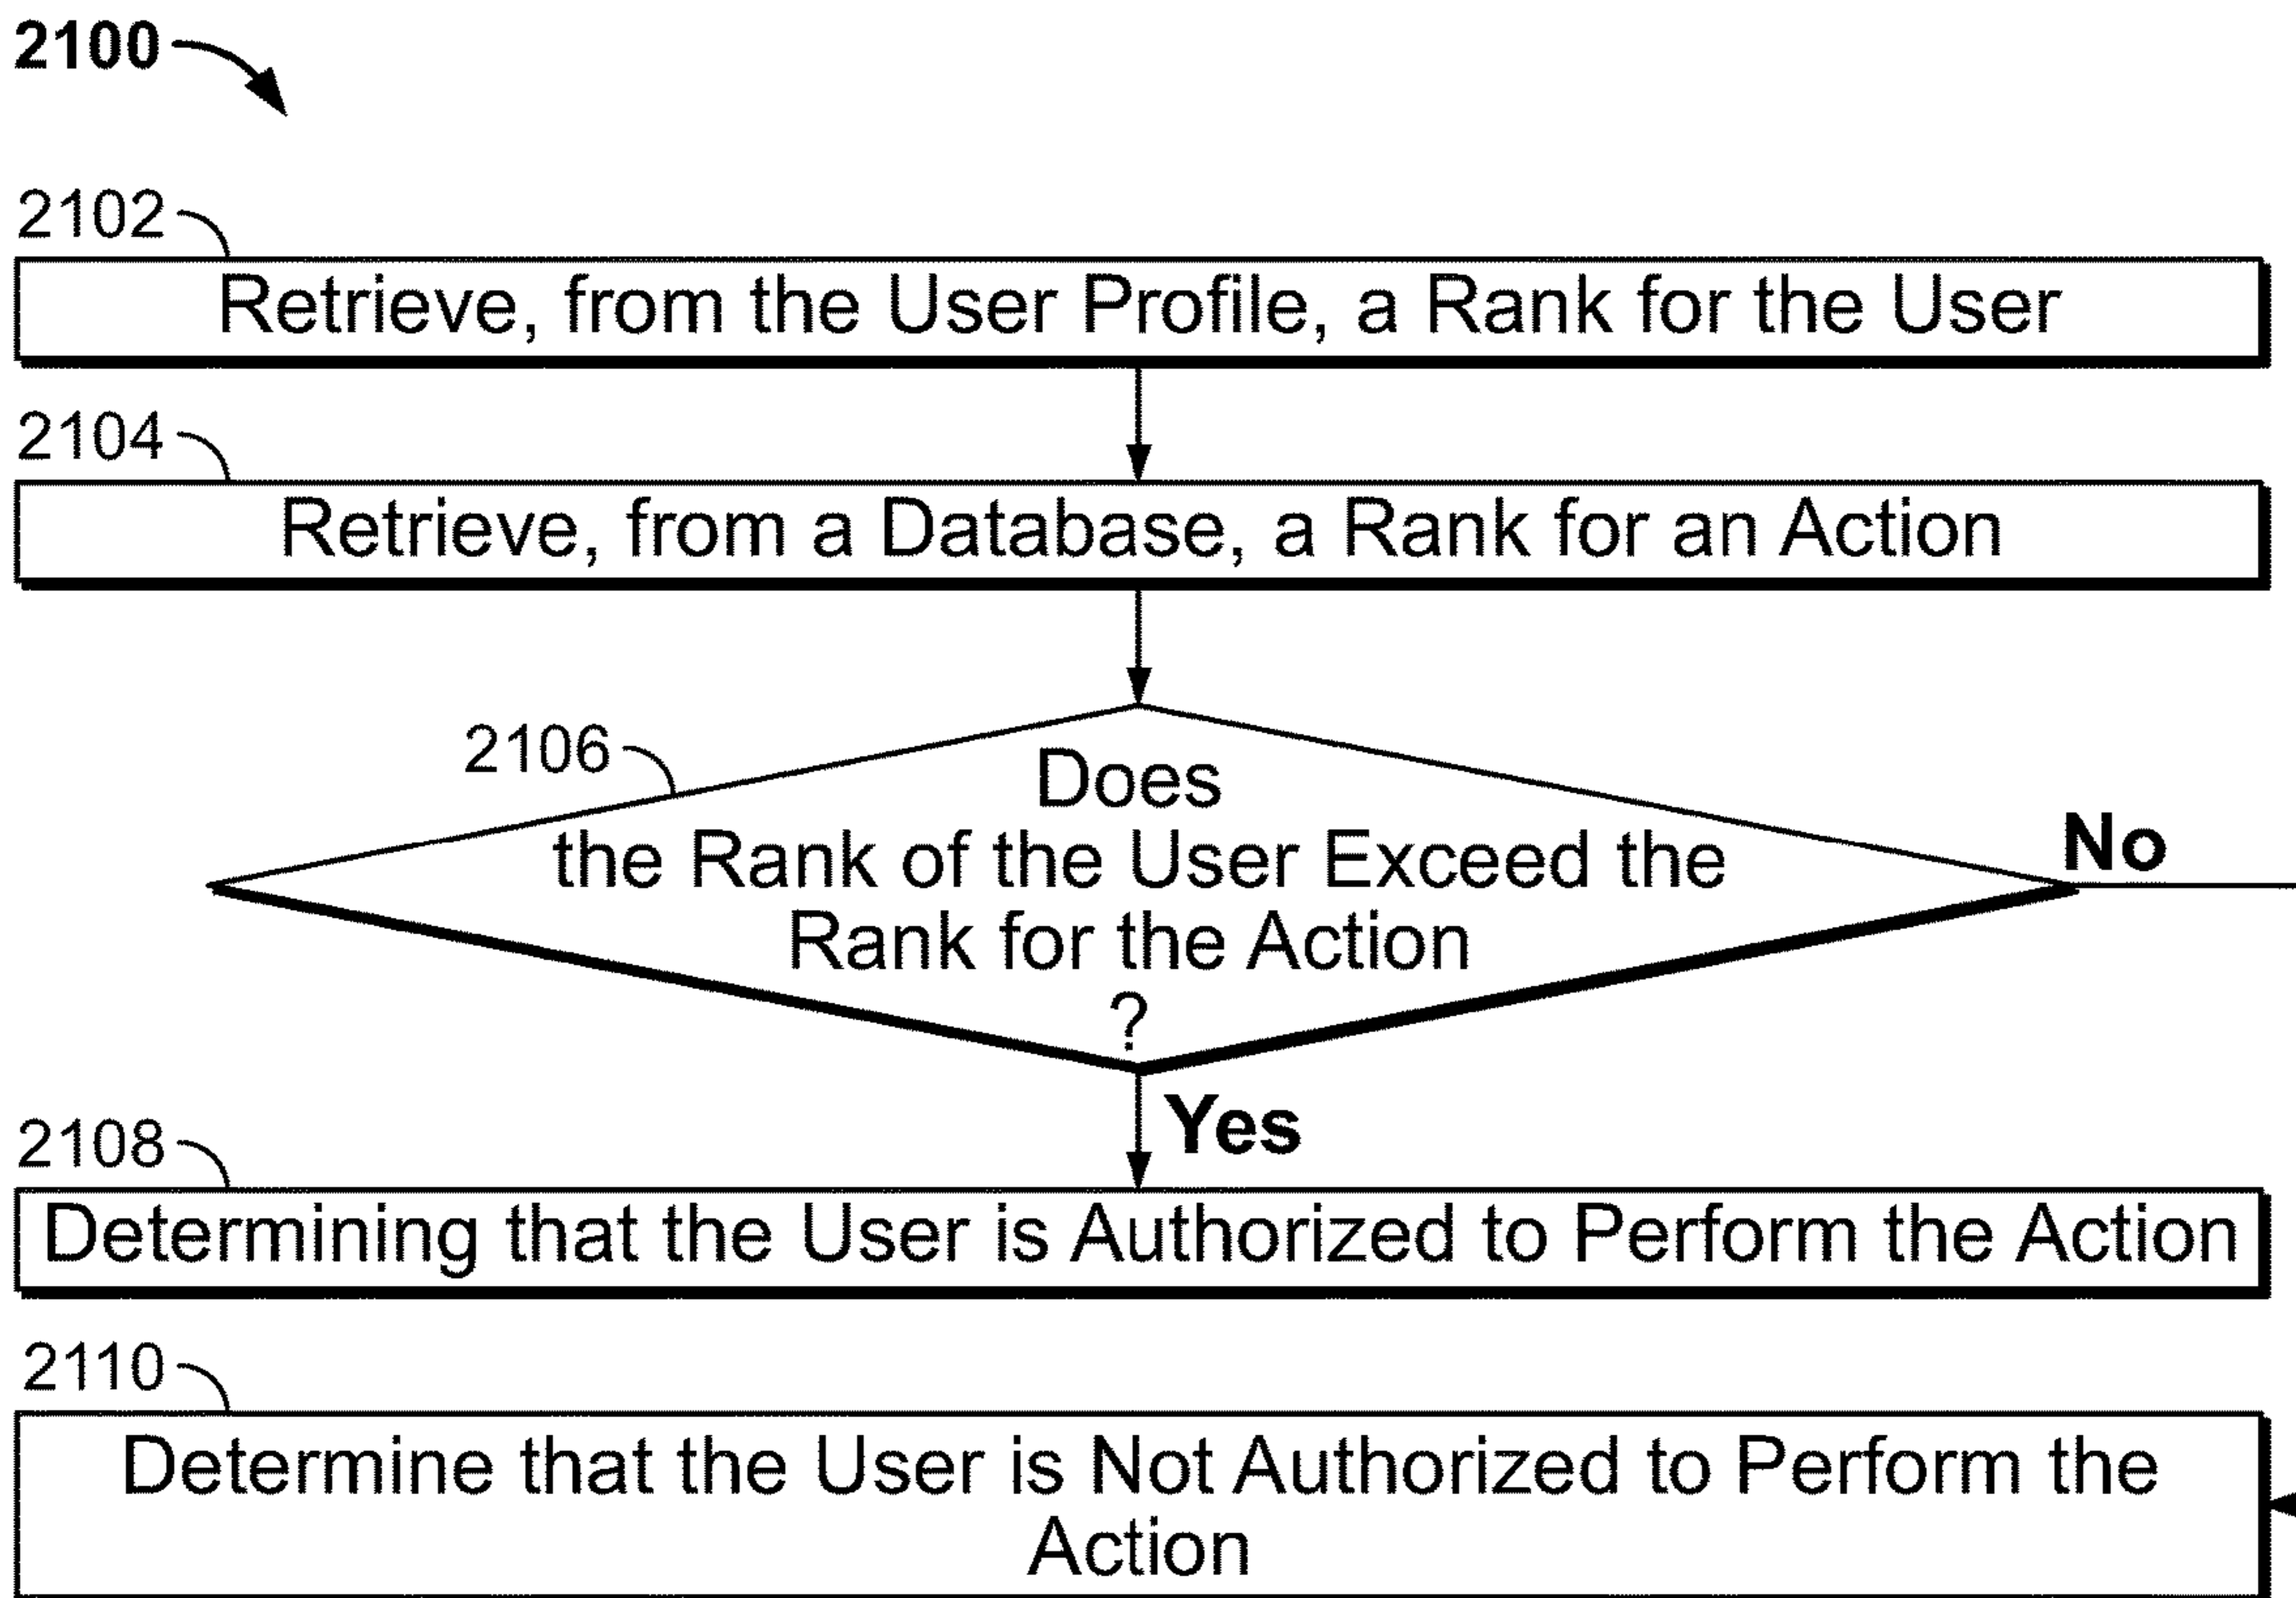 2100
2102
Retrieve, from the User Profile, a Rank for the User
2104
Retrieve, from a Database, a Rank for an Action
2106
Does
the Rank of the User Exceed the
Rank for the Action
?
No
Yes
2108
Determining that the User is Authorized to Perform the Action
2110
Determine that the User is Not Authorized to Perform the
Action